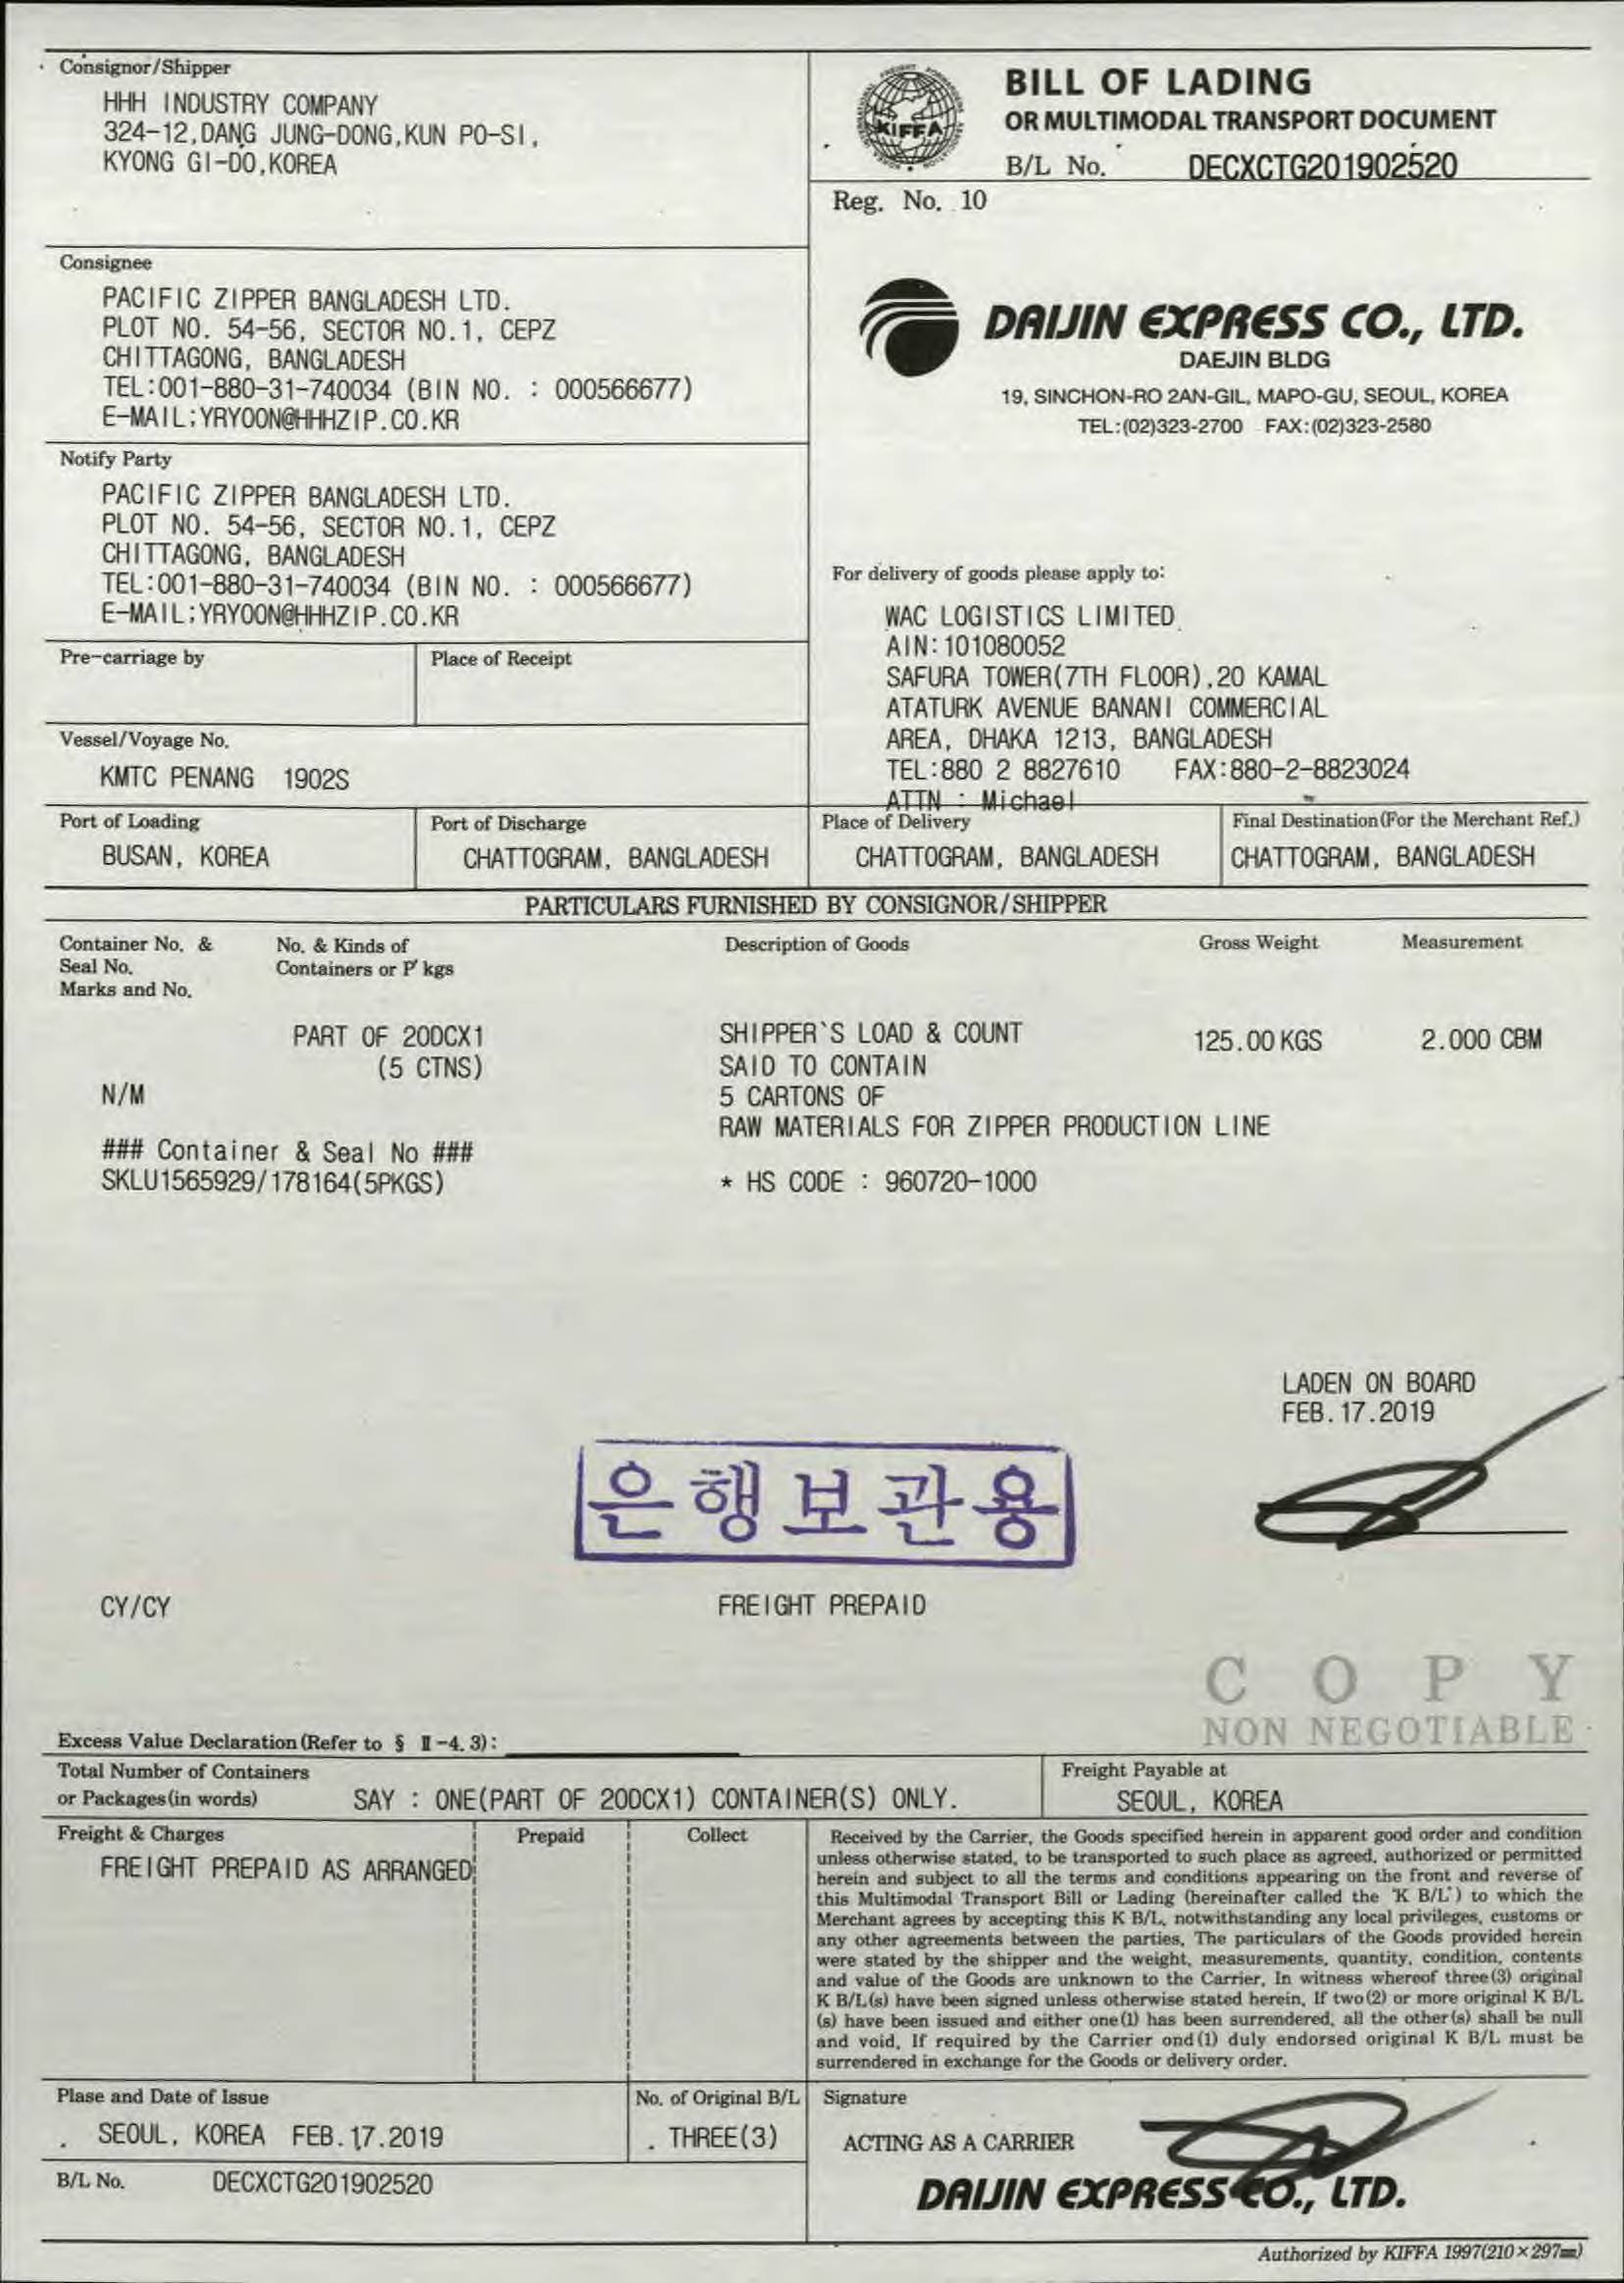 Consignor/Shipper
HHH INDUSTRY COMPANY
324-12,DANG JUNG-DONG,KUN PO-SI,
KYONG GI-DO,KOREA
KIFFA
BILL OF LADING
OR MULTIMODAL TRANSPORT DOCUMENT
B/L No. DECXCTG201902520
Reg. No. 10
Consignee
PACIFIC ZIPPER BANGLADESH LTD.
PLOT NO. 54-56, SECTOR NO.1, CEPZ
CHITTAGONG, BANGLADESH
TEL:001-880-31-740034 (BIN NO. : 000566677)
E-MAIL;YRYOON@HHHZIP.CO.KR
DAIJIN EXPRESS CO., LTD.
DAEJIN BLDG
19, SINCHON-RO 2AN-GIL, MAPO-GU, SEOUL, KOREA
TEL:(02)323-2700 FAX:(02)323-2580
Notify Party
PACIFIC ZIPPER BANGLADESH LTD.
PLOT NO. 54-56, SECTOR NO.1, CEPZ
CHITTAGONG, BANGLADESH
TEL:001-880-31-740034 (BIN NO. : 000566677)
E-MAIL;YRYOON@HHHZIP.CO.KR
For delivery of goods please apply to:
WAC LOGISTICS LIMITED
AIN:101080052
SAFURA TOWER(7TH FLOOR),20 KAMAL
ATATURK AVENUE BANANI COMMERCIAL
AREA, DHAKA 1213, BANGLADESH
TEL:880 2 8827610 FAX:880-2-8823024
ATTN : Michael
Pre-carriage by
Place of Receipt
Vessel/Voyage No.
KMTC PENANG 1902S
Port of Loading
BUSAN, KOREA
Port of Discharge
CHATTOGRAM, BANGLADESH
Place of Delivery
CHATTOGRAM, BANGLADESH
Final Destination(For the Merchant Ref.)
CHATTOGRAM, BANGLADESH
PARTICULARS FURNISHED BY CONSIGNOR/SHIPPER
Container No. &
Seal No.
Marks and No.
No. & Kinds of
Containers or P'kgs
Description of Goods
Gross Weight
Measurement
PART OF 20DCX1
(5 CTNS)
N/M
### Container & Seal No ###
SKLU1565929/178164(5PKGS)
SHIPPER`S LOAD & COUNT
SAID TO CONTAIN
5 CARTONS OF
RAW MATERIALS FOR ZIPPER PRODUCTION LINE
* HS CODE : 960720-1000
125.00 KGS
2.000 CBM
LADEN ON BOARD
FEB.17.2019
은행보관용
CY/CY
FREIGHT PREPAID
COPY
NON NEGOTIABLE
Excess Value Declaration(Refer to § Ⅱ-4. 3):
Total Number of Containers
or Packages(in words)
SAY : ONE(PART OF 20DCX1) CONTAINER(S) ONLY.
Freight Payable at
SEOUL, KOREA
Freight & Charges
Prepaid
Collect
FREIGHT PREPAID AS ARRANGED
Received by the Carrier, the Goods specified herein in apparent good order and condition
unless otherwise stated, to be transported to such place as agreed, authorized or permitted
herein and subject to all the terms and conditions appearing on the front and reverse of
this Multimodal Transport Bill or Lading (hereinafter called the 'K B/L') to which the
Merchant agrees by accepting this K B/L, notwithstanding any local privileges, customs or
any other agreements between the parties. The particulars of the Goods provided herein
were stated by the shipper and the weight, measurements, quantity, condition, contents
and value of the Goods are unknown to the Carrier. In witness whereof three(3) original
K B/L(s) have been signed unless otherwise stated herein. If two(2) or more original K B/L
(s) have been issued and either one(1) has been surrendered, all the other(s) shall be null
and void. If required by the Carrier ond(1) duly endorsed original K B/L must be
surrendered in exchange for the Goods or delivery order.
Plase and Date of Issue
SEOUL, KOREA FEB.17.2019
No. of Original B/L
THREE(3)
Signature
ACTING AS A CARRIER
DAIJIN EXPRESS CO., LTD.
B/L No. DECXCTG201902520
Authorized by KIFFA 1997(210×297㎜)